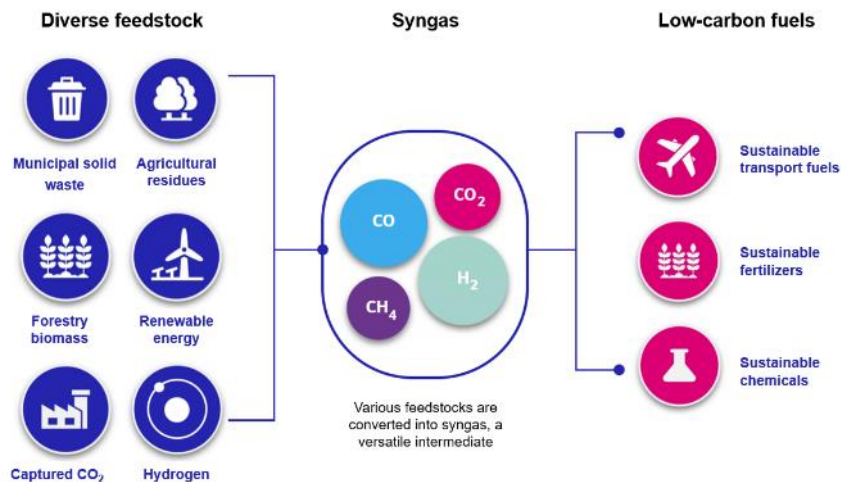 Diverse feedstock
Municipal solid
waste
Agricultural
residues
Forestry
biomass
Renewable
energy
Captured CO₂
Hydrogen
Syngas
CO
CO₂
CH₄
H₂
Various feedstocks are
converted into syngas, a
versatile intermediate
Low-carbon fuels
Sustainable
transport fuels
Sustainable
fertilizers
Sustainable
chemicals